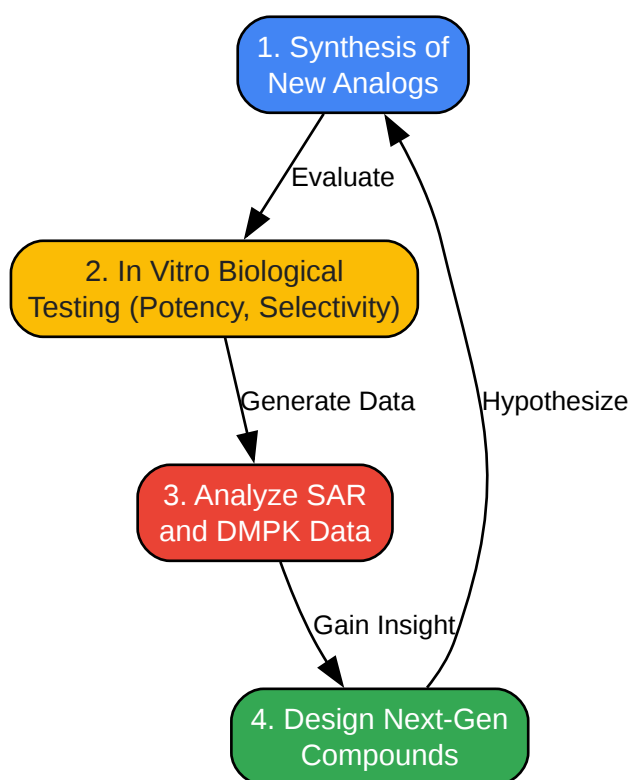 1. Synthesis of
New Analogs
Evaluate
2. In Vitro Biological
Testing (Potency, Selectivity)
Generate Data
Hypothesize
3. Analyze SAR
and DMPK Data
Gain Insight
4. Design Next-Gen
Compounds